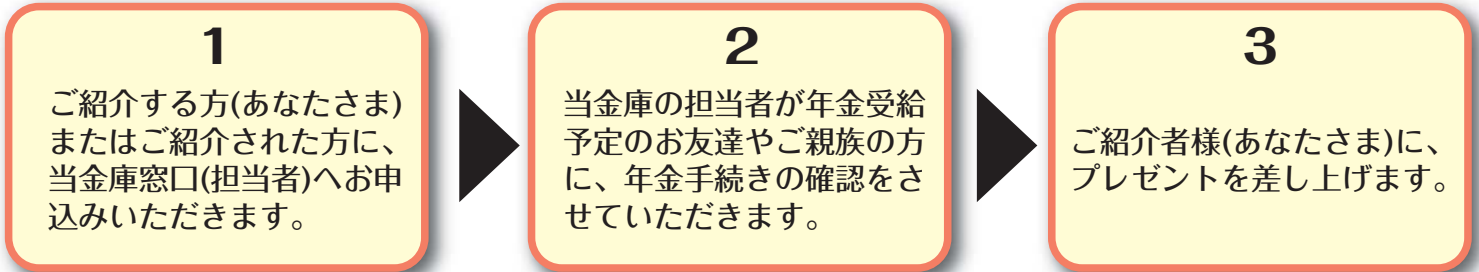 1
ご紹介する方(あなたさま)
またはご紹介された方に、
当金庫窓口(担当者)へお申
込みいただきます。
2
当金庫の担当者が年金受給
予定のお友達やご親族の方
に、年金手続きの確認をさ
せていただきます。
3
ご紹介者様(あなたさま)に、
プレゼントを差し上げます。